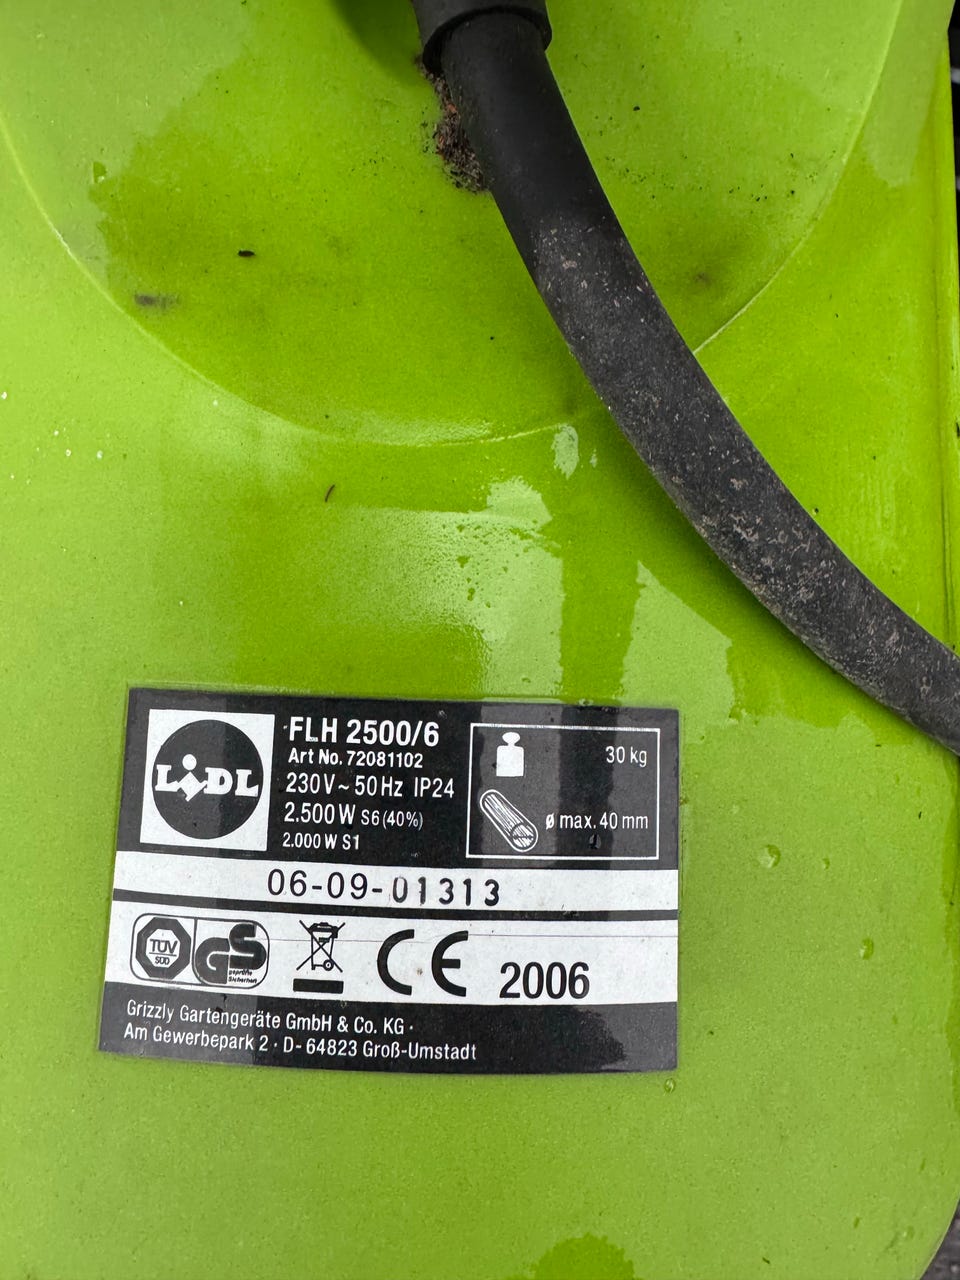 LiDL
FLH 2500/6
Art No. 72081102
230V~50Hz IP24
2.500W S6(40%)
2.000W S1
30 kg
ø max. 40 mm
06-09-01313
TÜV
SÜD
GS
geprüfte
Sicherheit
CE
2006
Grizzly Gartengeräte GmbH & Co. KG ·
Am Gewerbepark 2 · D- 64823 Groß-Umstadt